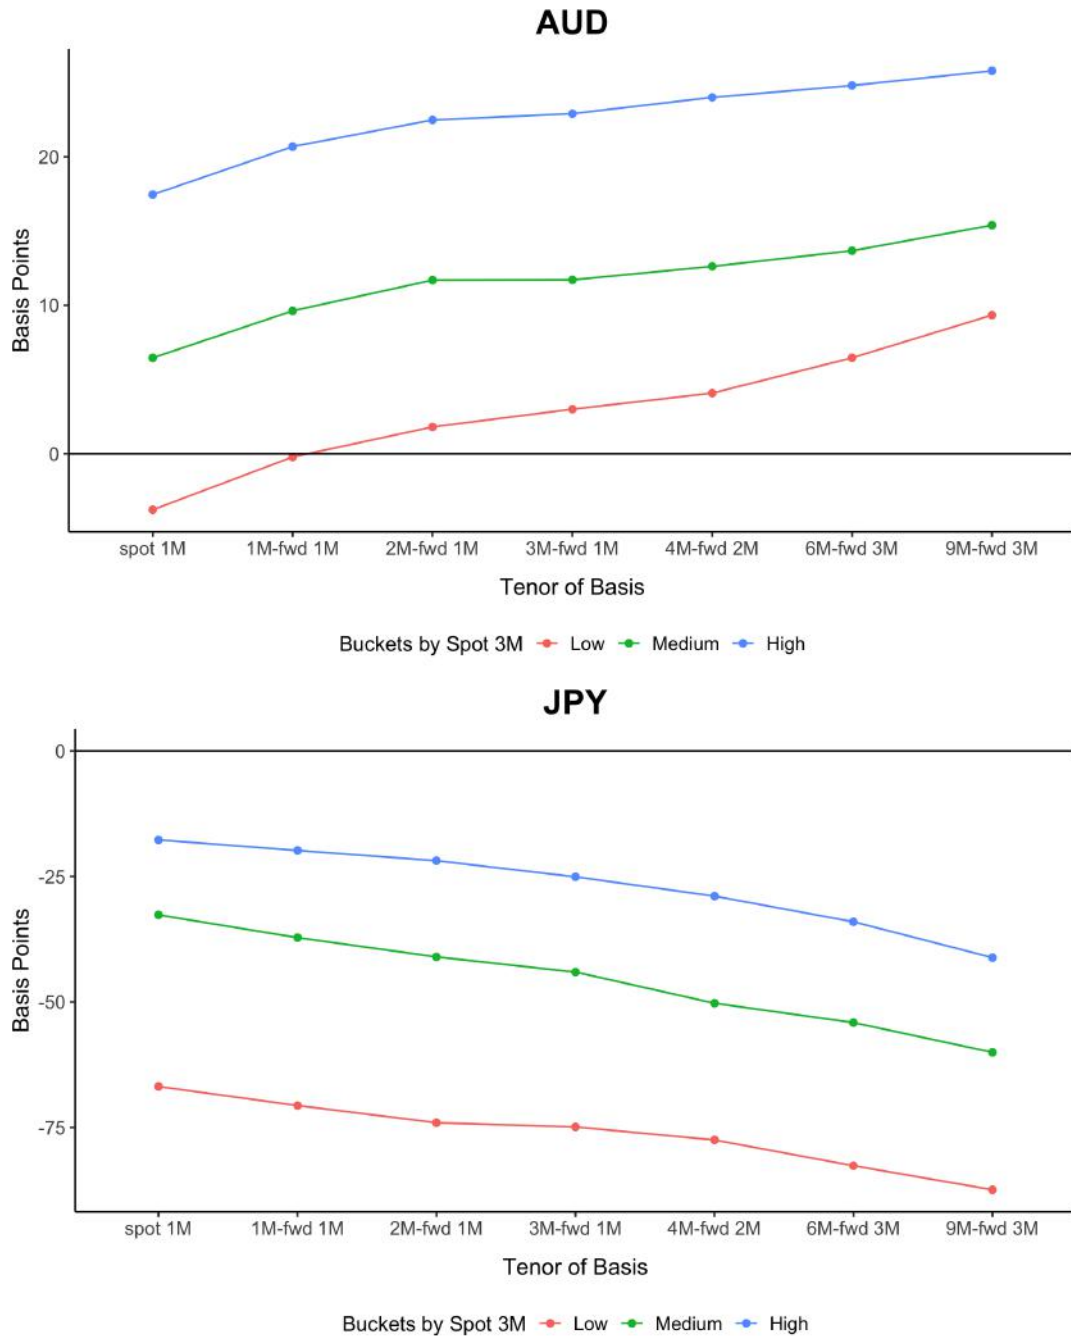 AUD
20
10
0
Basis Points
spot 1M 1M-fwd 1M 2M-fwd 1M 3M-fwd 1M 4M-fwd 2M 6M-fwd 3M 9M-fwd 3M
Tenor of Basis
Buckets by Spot 3M Low Medium High
JPY
0
-25
-50
-75
Basis Points
spot 1M 1M-fwd 1M 2M-fwd 1M 3M-fwd 1M 4M-fwd 2M 6M-fwd 3M 9M-fwd 3M
Tenor of Basis
Buckets by Spot 3M Low Medium High